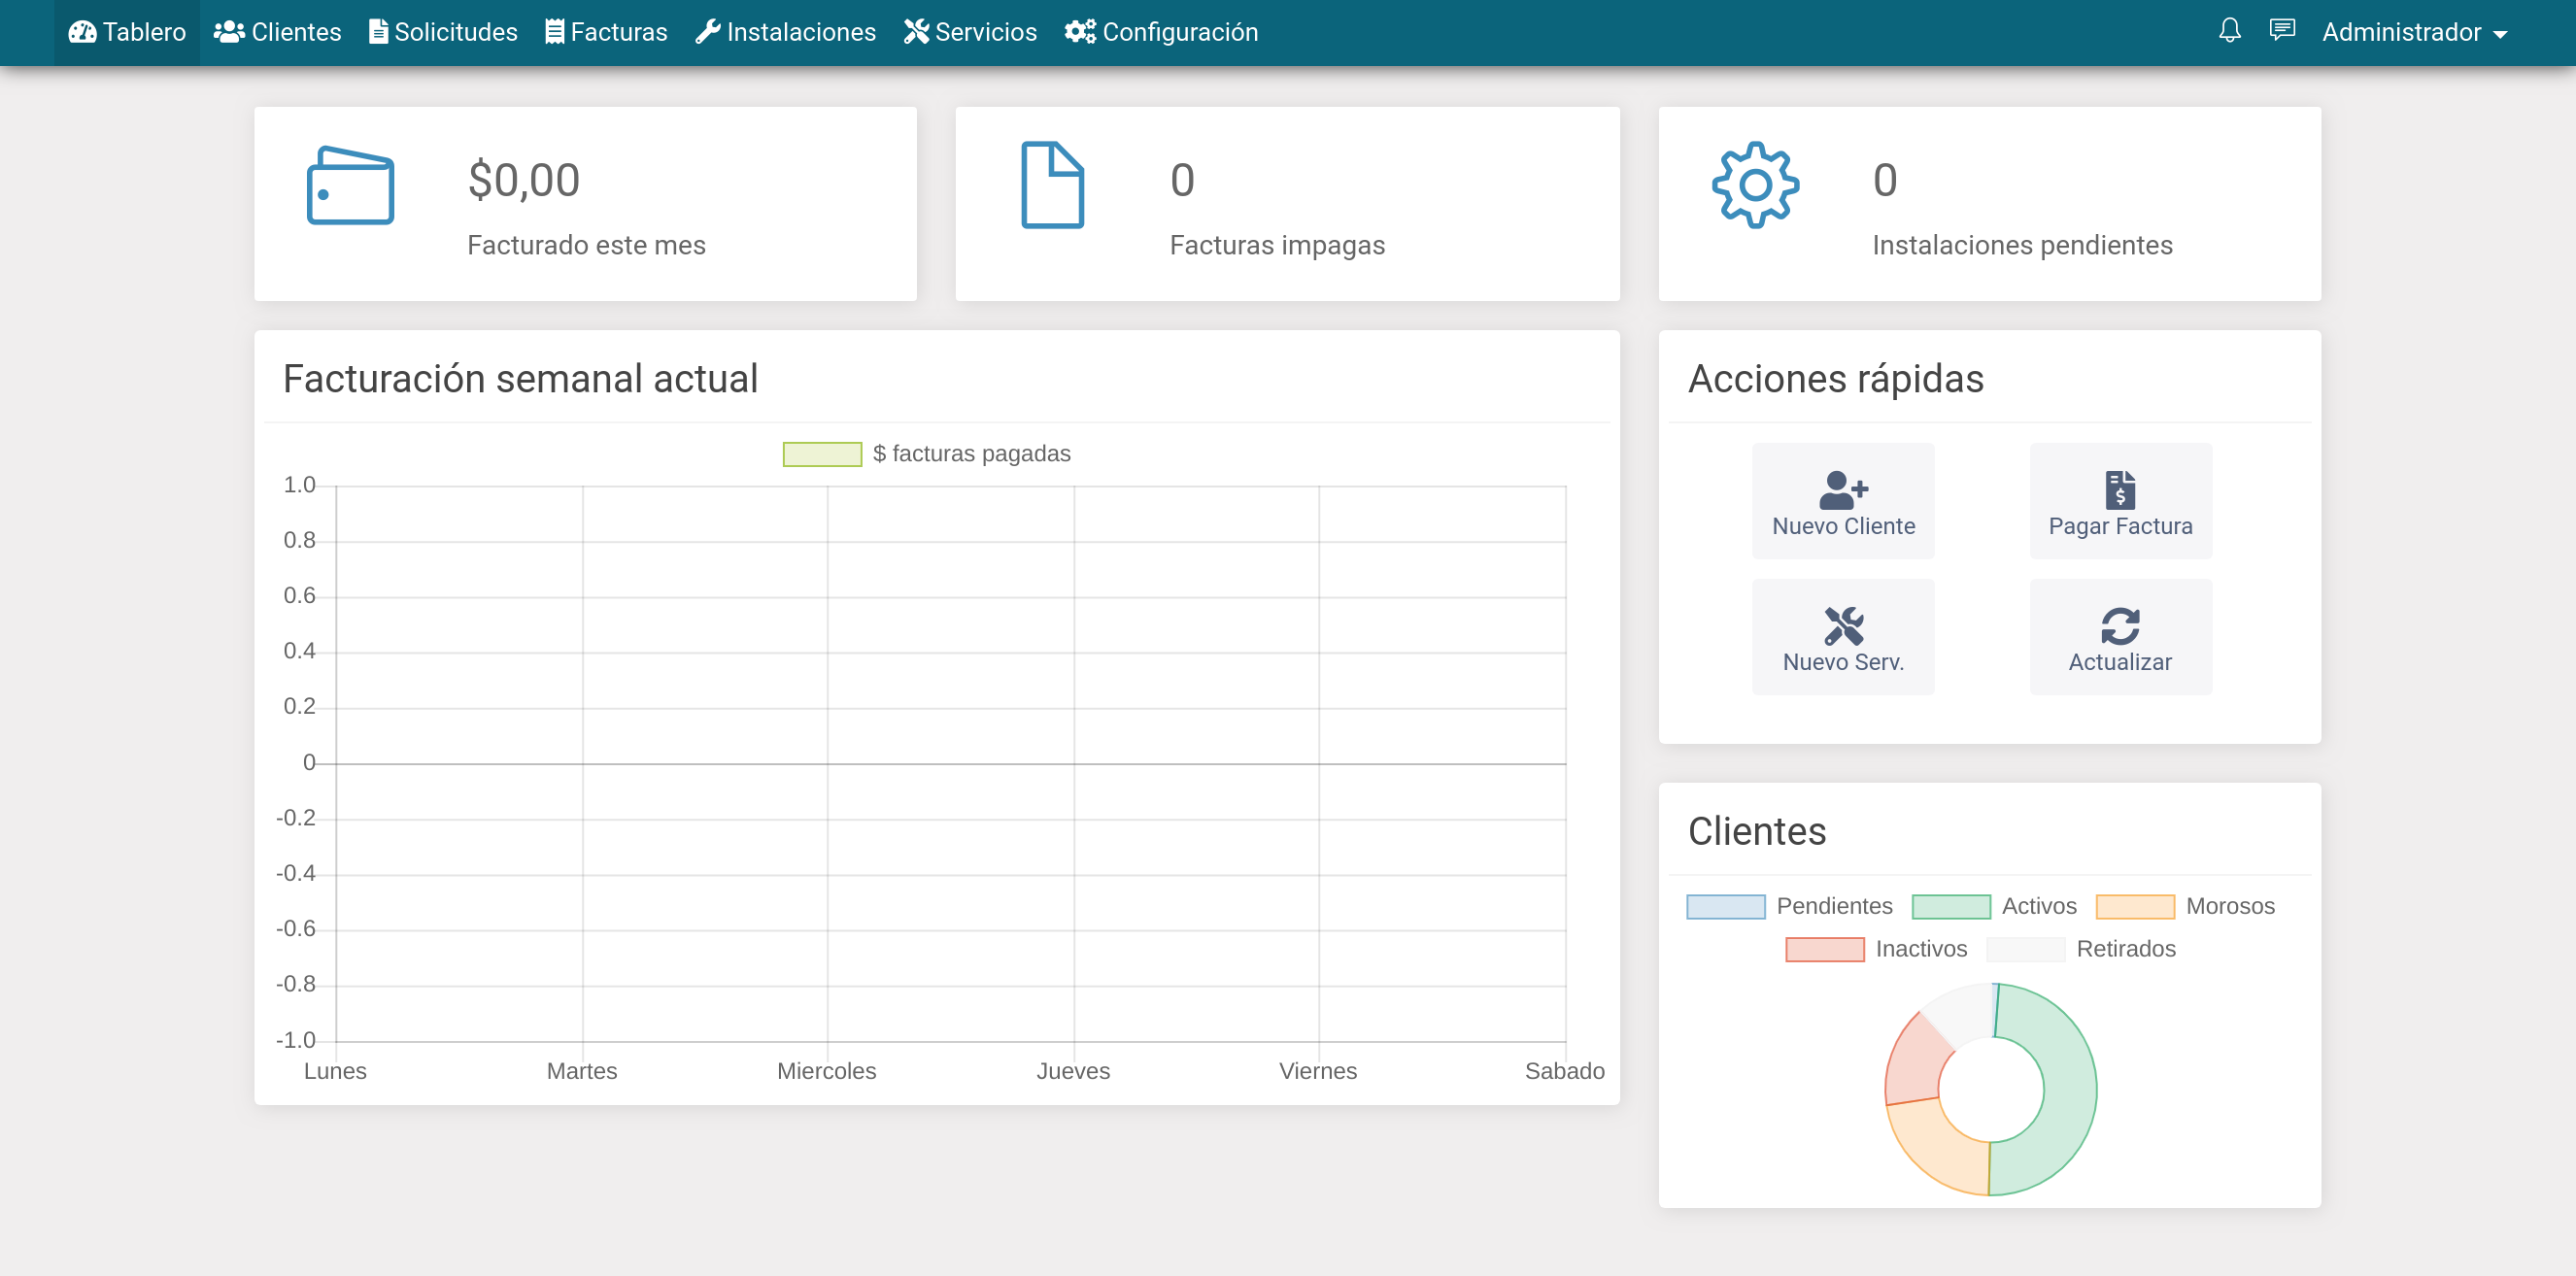 Tablero Clientes Solicitudes Facturas Instalaciones Servicios Configuración Administrador
$0,00
Facturado este mes
0
Facturas impagas
0
Instalaciones pendientes
Facturación semanal actual
$ facturas pagadas
1.0
0.8
0.6
0.4
0.2
0
-0.2
-0.4
-0.6
-0.8
-1.0
Lunes Martes Miercoles Jueves Viernes Sabado
Acciones rápidas
Nuevo Cliente Pagar Factura
Nuevo Serv. Actualizar
Clientes
Pendientes Activos Morosos
Inactivos Retirados